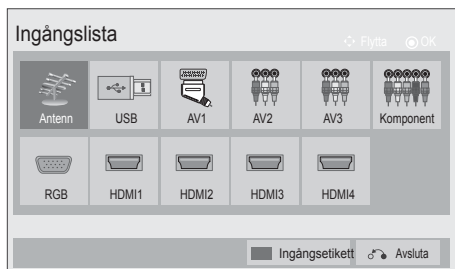 Ingångslista
Flytta OK
Antenn USB AV1 AV2 AV3 Komponent
RGB HDMI1 HDMI2 HDMI3 HDMI4
Ingångsetikett Avsluta